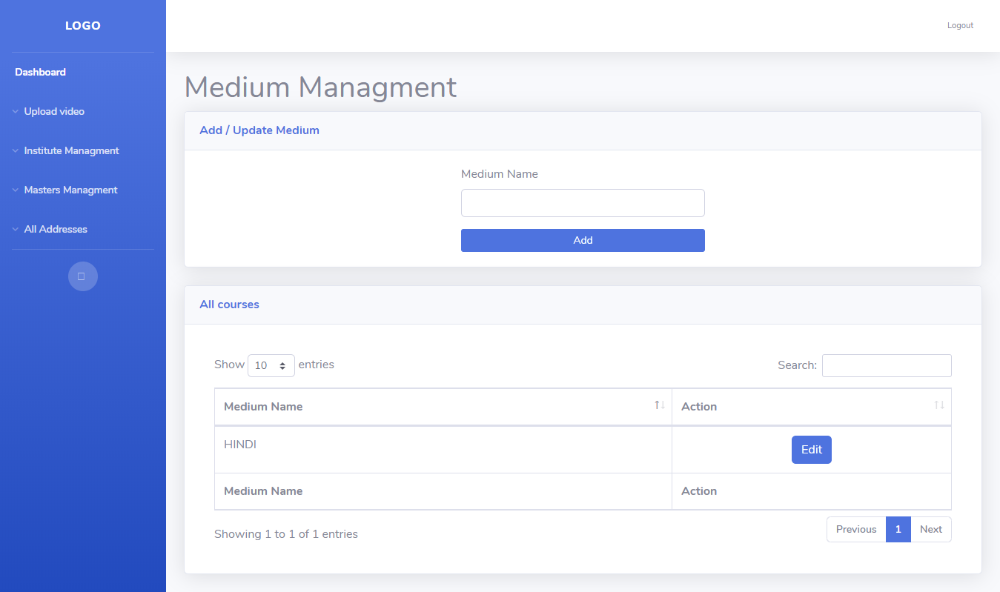 LOGO
Logout
Dashboard
Upload video
Institute Managment
Masters Managment
All Addresses
Medium Managment
Add / Update Medium
Medium Name
Add
All courses
Show 10 entries
Search:
Medium Name Action
HINDI Edit
Medium Name Action
Showing 1 to 1 of 1 entries
Previous 1 Next